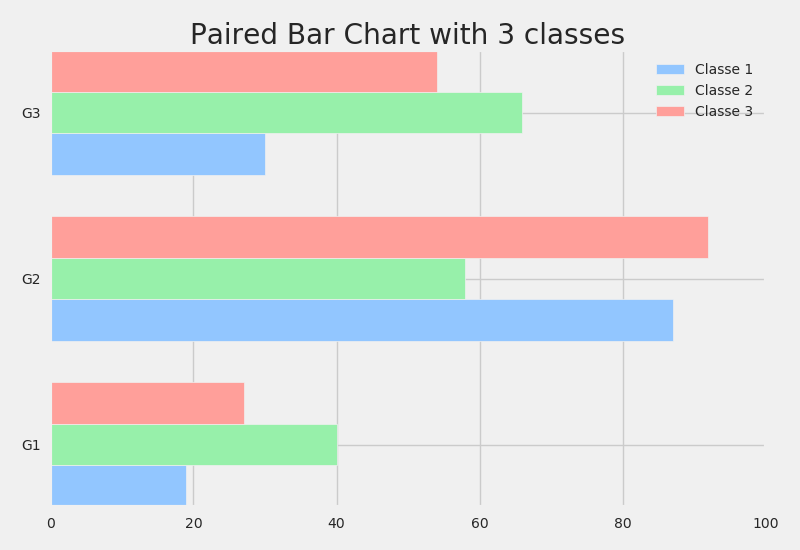 Paired Bar Chart with 3 classes
Classe 1
Classe 2
Classe 3
G3
G2
G1
0 20 40 60 80 100